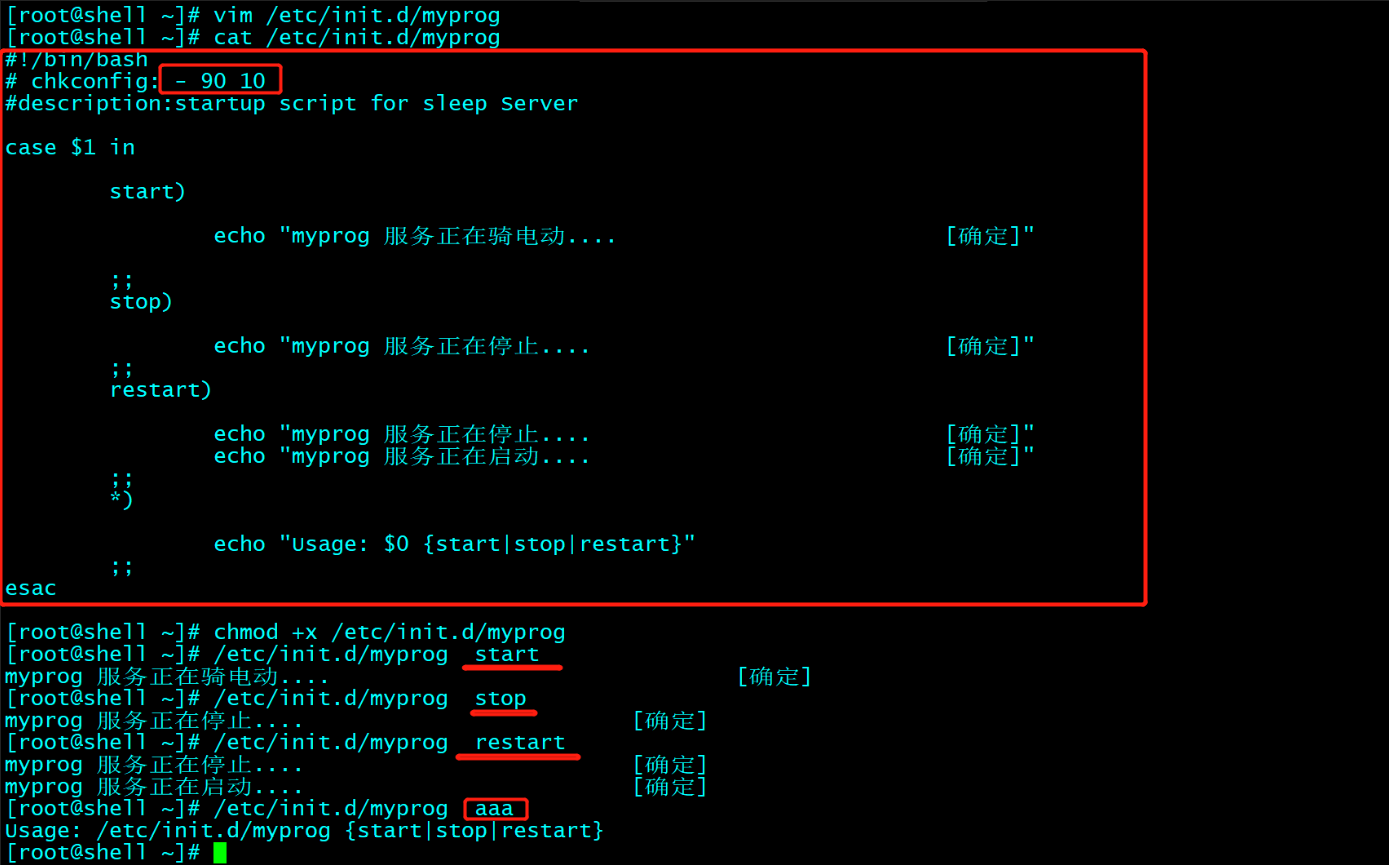 [root@shell ~]# vim /etc/init.d/myprog
[root@shell ~]# cat /etc/init.d/myprog
#!/bin/bash
# chkconfig: - 90 10
#description:startup script for sleep Server
case $1 in
start)
echo "myprog 服务正在骑电动.... [确定]"
;;
stop)
echo "myprog 服务正在停止.... [确定]"
;;
restart)
echo "myprog 服务正在停止.... [确定]"
echo "myprog 服务正在启动.... [确定]"
;;
*)
echo "Usage: $0 {start|stop|restart}"
;;
esac
[root@shell ~]# chmod +x /etc/init.d/myprog
[root@shell ~]# /etc/init.d/myprog  start
myprog 服务正在骑电动.... [确定]
[root@shell ~]# /etc/init.d/myprog  stop
myprog 服务正在停止.... [确定]
[root@shell ~]# /etc/init.d/myprog  restart
myprog 服务正在停止.... [确定]
myprog 服务正在启动.... [确定]
[root@shell ~]# /etc/init.d/myprog  aaa
Usage: /etc/init.d/myprog {start|stop|restart}
[root@shell ~]#